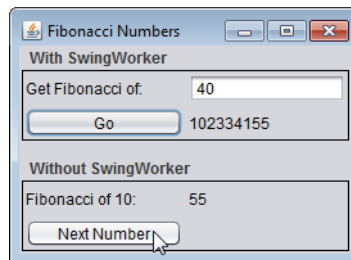 Fibonacci Numbers
With SwingWorker
Get Fibonacci of: 40
Go 102334155
Without SwingWorker
Fibonacci of 10: 55
Next Number